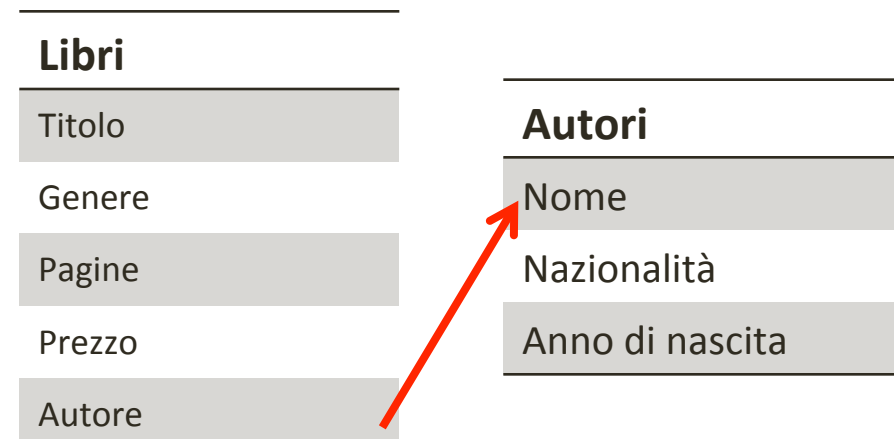 Libri
Titolo
Genere
Pagine
Prezzo
Autore
Autori
Nome
Nazionalità
Anno di nascita